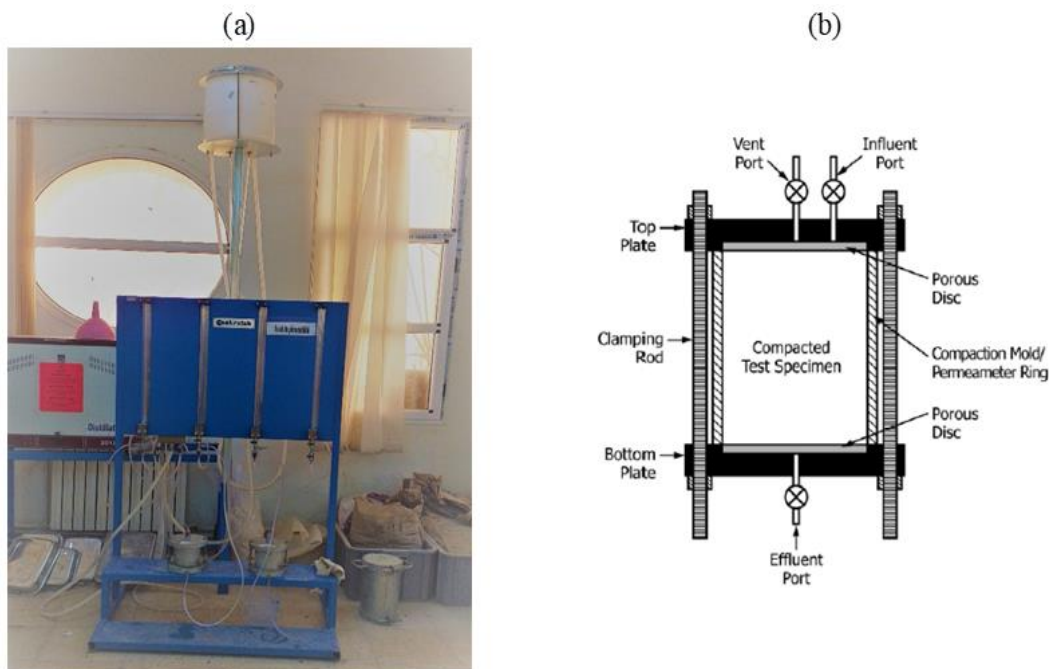 (a)
(b)
Vent
Port
Influent
Port
Top
Plate
Porous
Disc
Clamping
Rod
Compacted
Test Specimen
Compaction Mold/
Permeameter Ring
Porous
Disc
Bottom
Plate
Effluent
Port